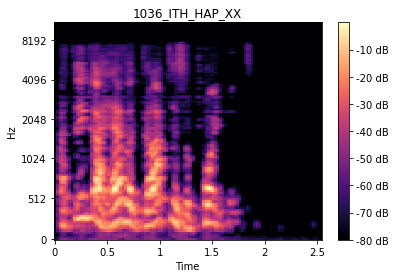 1036_ITH_HAP_XX
8192
4096
2048
1024
512
0
Hz
0 0.5 1 1.5 2 2.5
Time
-10 dB
-20 dB
-30 dB
-40 dB
-50 dB
-60 dB
-70 dB
-80 dB